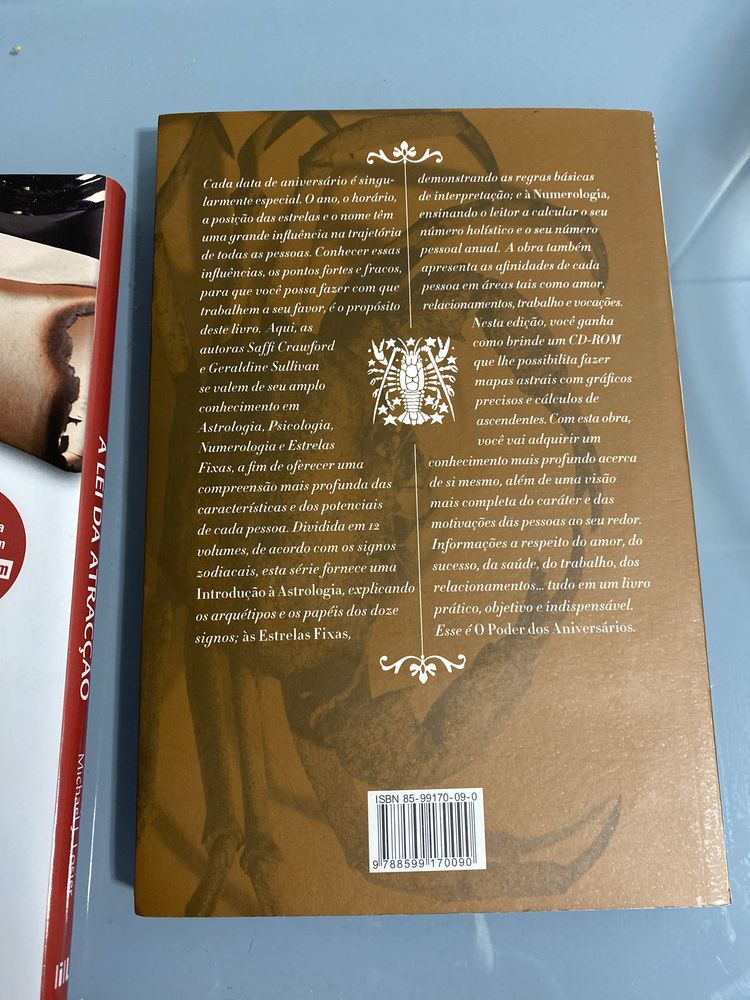 Cada data de aniversário é singu-
larmente especial. O ano, o horário,
a posição das estrelas e o nome têm
uma grande influência na trajetória
de todas as pessoas. Conhecer essas
influências, os pontos fortes e fracos,
para que você possa fazer com que
trabalhem a seu favor, é o propósito
deste livro. Aqui, as
autoras Saffi Crawford
e Geraldine Sullivan
se valem de seu amplo
conhecimento em
Astrologia, Psicologia,
Numerologia e Estrelas
Fixas, a fim de oferecer uma
compreensão mais profunda das
características e dos potenciais
de cada pessoa. Dividida em 12
volumes, de acordo com os signos
zodiacais, esta série fornece uma
Introdução à Astrologia, explicando
os arquétipos e os papéis dos doze
signos; às Estrelas Fixas,
demonstrando as regras básicas
de interpretação; e à Numerologia,
ensinando o leitor a calcular o seu
número holístico e o seu número
pessoal anual. A obra também
apresenta as afinidades de cada
pessoa em áreas tais como amor,
relacionamentos, trabalho e vocações.
Nesta edição, você ganha
como brinde um CD-ROM
que lhe possibilita fazer
mapas astrais com gráficos
precisos e cálculos de
ascendentes. Com esta obra,
você vai adquirir um
conhecimento mais profundo acerca
de si mesmo, além de uma visão
mais completa do caráter e das
motivações das pessoas ao seu redor.
Informações a respeito do amor, do
sucesso, da saúde, do trabalho, dos
relacionamentos... tudo em um livro
prático, objetivo e indispensável.
Esse é O Poder dos Aniversários.
ISBN 85-99170-09-0
9 788599 170090
A LEI DA ATRACÇÃO
Michael J. Losier